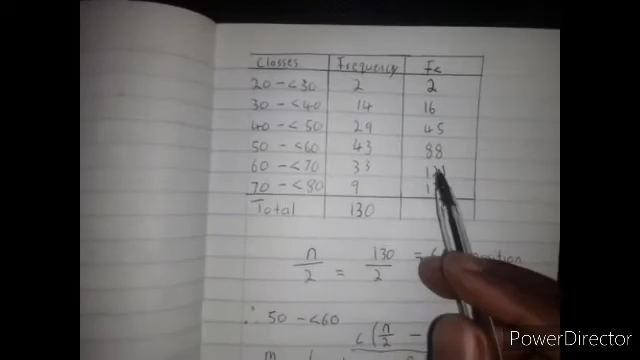 Classes Frequency F<
20 - <30 2 2
30 - <40 14 16
40 - <50 29 45
50 - <60 43 88
60 - <70 33
70 - <80 9
Total 130
n/2 = 130/2 =
∴ 50 - <60
c(n/2 -
PowerDirector